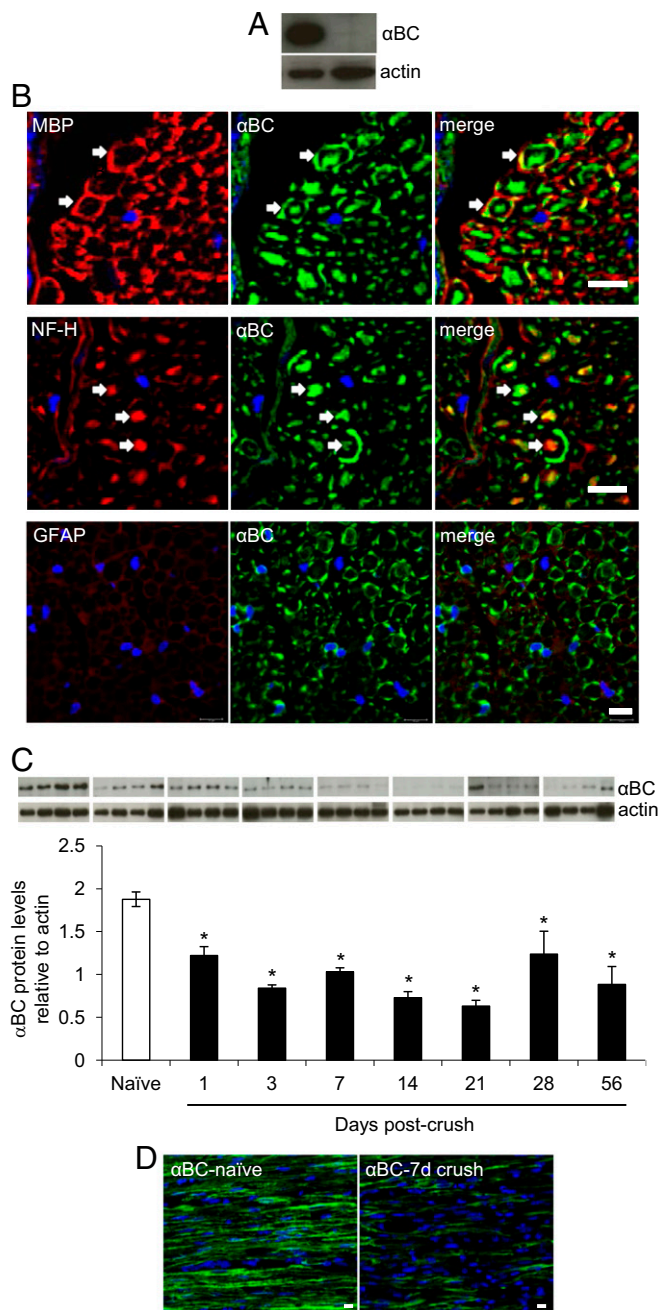 A
αBC
actin
B
MBP
αBC
merge
NF-H
αBC
merge
GFAP
αBC
merge
C
αBC
actin
2.5
2
1.5
1
0.5
0
αBC protein levels
relative to actin
* * * * * * *
Naïve 1 3 7 14 21 28 56
Days post-crush
D
αBC-naïve
αBC-7d crush